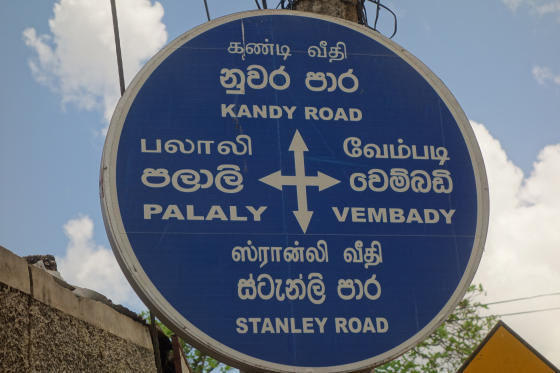 கண்டி வீதி
නුවර පාර
KANDY ROAD
பலாலி
පලාලි
PALALY
வேம்படி
වෙම්බඩි
VEMBADY
ஸ்ரான்லி வீதி
ස්ටැන්ලි පාර
STANLEY ROAD